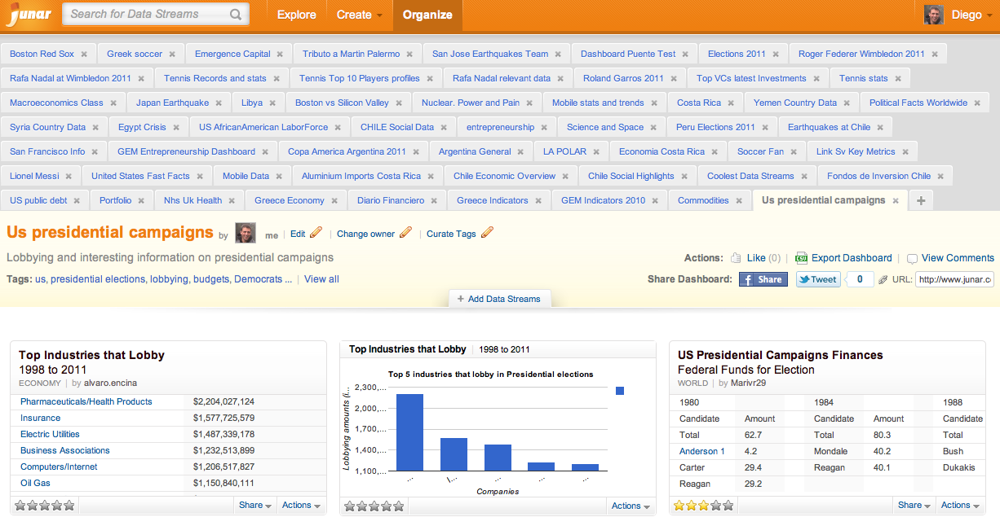 junar Search for Data Streams Explore Create Organize Diego
Boston Red Sox × Greek soccer × Emergence Capital × Tributo a Martin Palermo × San Jose Earthquakes Team × Dashboard Puente Test × Elections 2011 × Roger Federer Wimbledon 2011 ×
Rafa Nadal at Wimbledon 2011 × Tennis Records and stats × Tennis Top 10 Players profiles × Rafa Nadal relevant data × Roland Garros 2011 × Top VCs latest Investments × Tennis stats ×
Macroeconomics Class × Japan Earthquake × Libya × Boston vs Silicon Valley × Nuclear. Power and Pain × Mobile stats and trends × Costa Rica × Yemen Country Data × Political Facts Worldwide ×
Syria Country Data × Egypt Crisis × US AfricanAmerican LaborForce × CHILE Social Data × entrepreneurship × Science and Space × Peru Elections 2011 × Earthquakes at Chile ×
San Francisco Info × GEM Entrepreneurship Dashboard × Copa America Argentina 2011 × Argentina General × LA POLAR × Economia Costa Rica × Soccer Fan × Link Sv Key Metrics ×
Lionel Messi × United States Fast Facts × Mobile Data × Aluminium Imports Costa Rica × Chile Economic Overview × Chile Social Highlights × Coolest Data Streams × Fondos de Inversion Chile ×
US public debt × Portfolio × Nhs Uk Health × Greece Economy × Diario Financiero × Greece Indicators × GEM Indicators 2010 × Commodities × Us presidential campaigns × +
Us presidential campaigns by me | Edit | Change owner | Curate Tags
Lobbying and interesting information on presidential campaigns
Actions: Like (0) | Export Dashboard | View Comments
Tags: us, presidential elections, lobbying, budgets, Democrats ... | View all
Share Dashboard: f Share Tweet 0 URL: http://www.junar.c
+ Add Data Streams
Top Industries that Lobby
1998 to 2011
ECONOMY | by alvaro.encina
Pharmaceuticals/Health Products $2,204,027,124
Insurance $1,577,725,579
Electric Utilities $1,487,339,178
Business Associations $1,232,513,899
Computers/Internet $1,206,517,827
Oil Gas $1,150,840,111
Share Actions
Top Industries that Lobby | 1998 to 2011
Top 5 industries that lobby in Presidential elections
Lobbying amounts (i...
2,300,...
2,000,...
1,700,...
1,400,...
1,100,...
Companies
Actions
US Presidential Campaigns Finances
Federal Funds for Election
WORLD | by Marivr29
1980 1984 1988
Candidate Amount Candidate Amount Candidate
Total 62.7 Total 80.3 Total
Anderson 1 4.2 Mondale 40.2 Bush
Carter 29.4 Reagan 40.1 Dukakis
Reagan 29.2
Share Actions